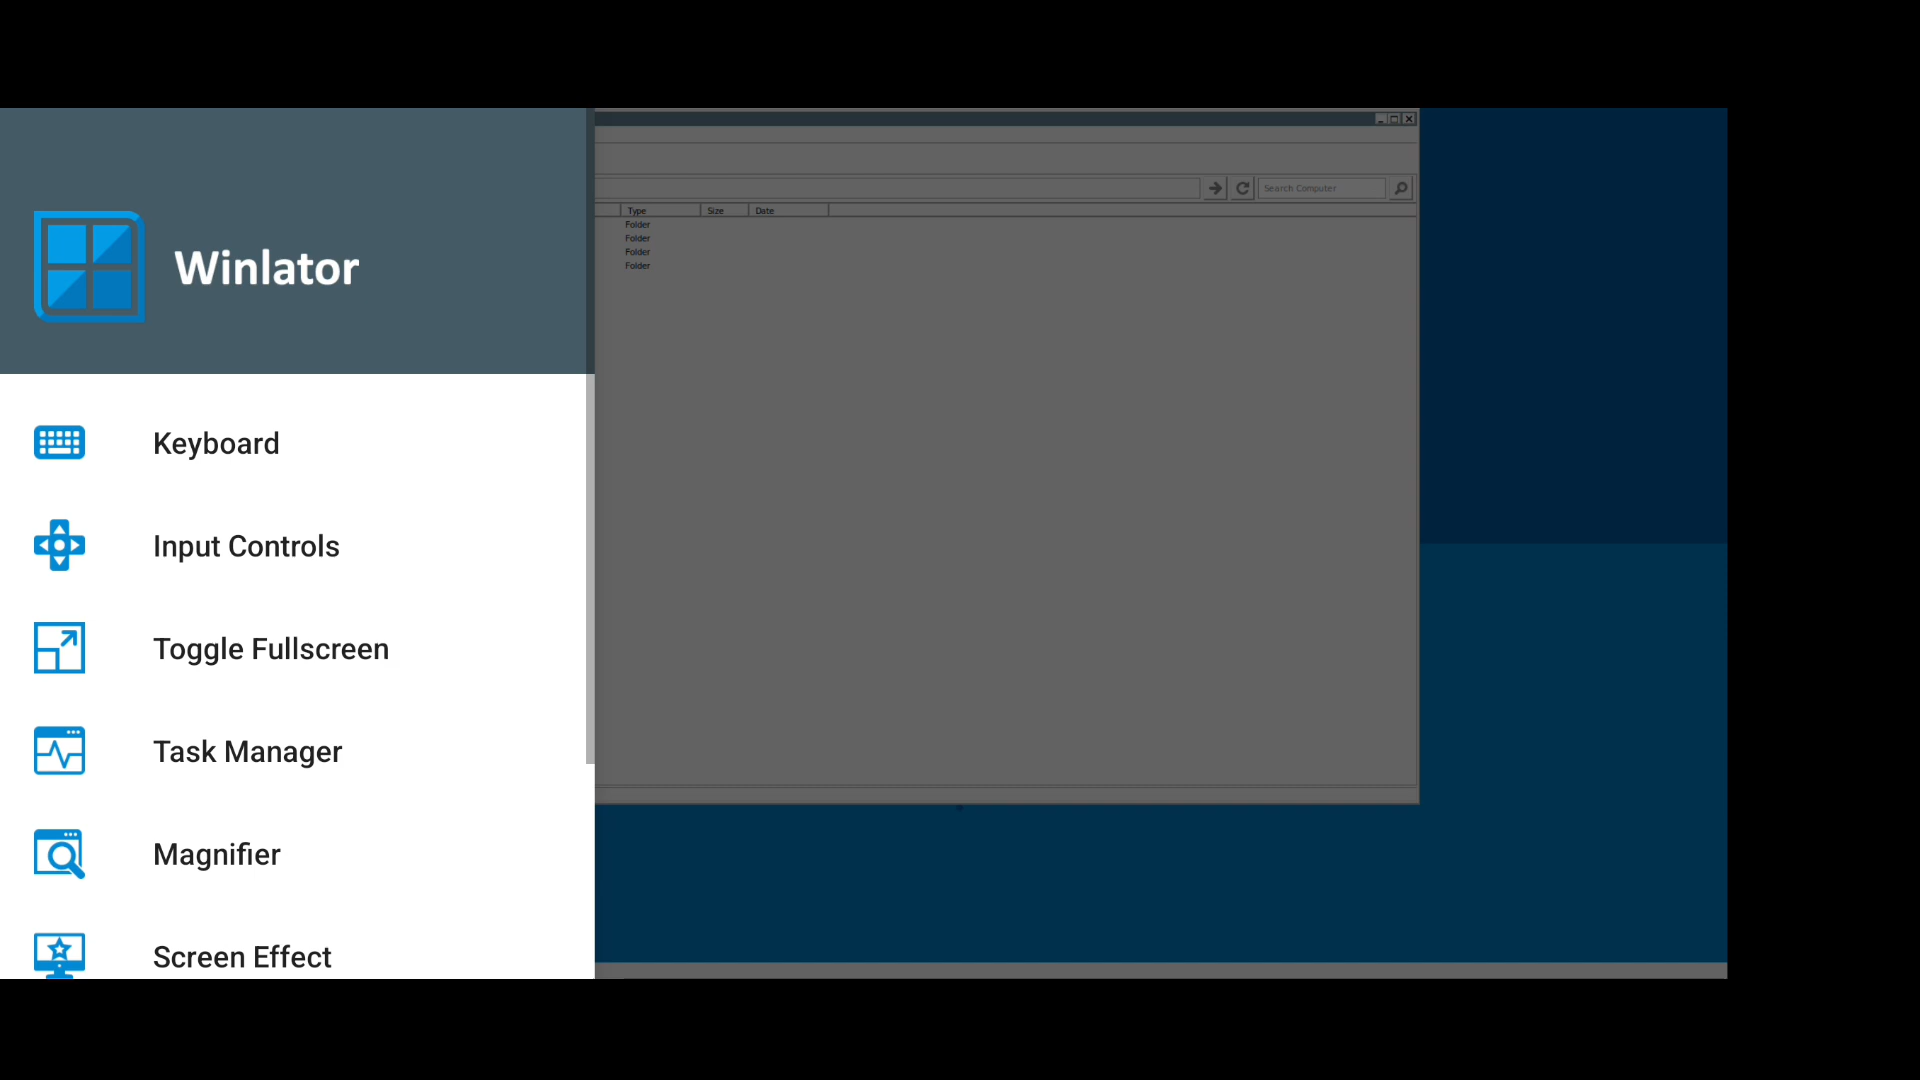 Winlator
Keyboard
Input Controls
Toggle Fullscreen
Task Manager
Magnifier
Screen Effect
Search Computer
Type Size Date
Folder
Folder
Folder
Folder